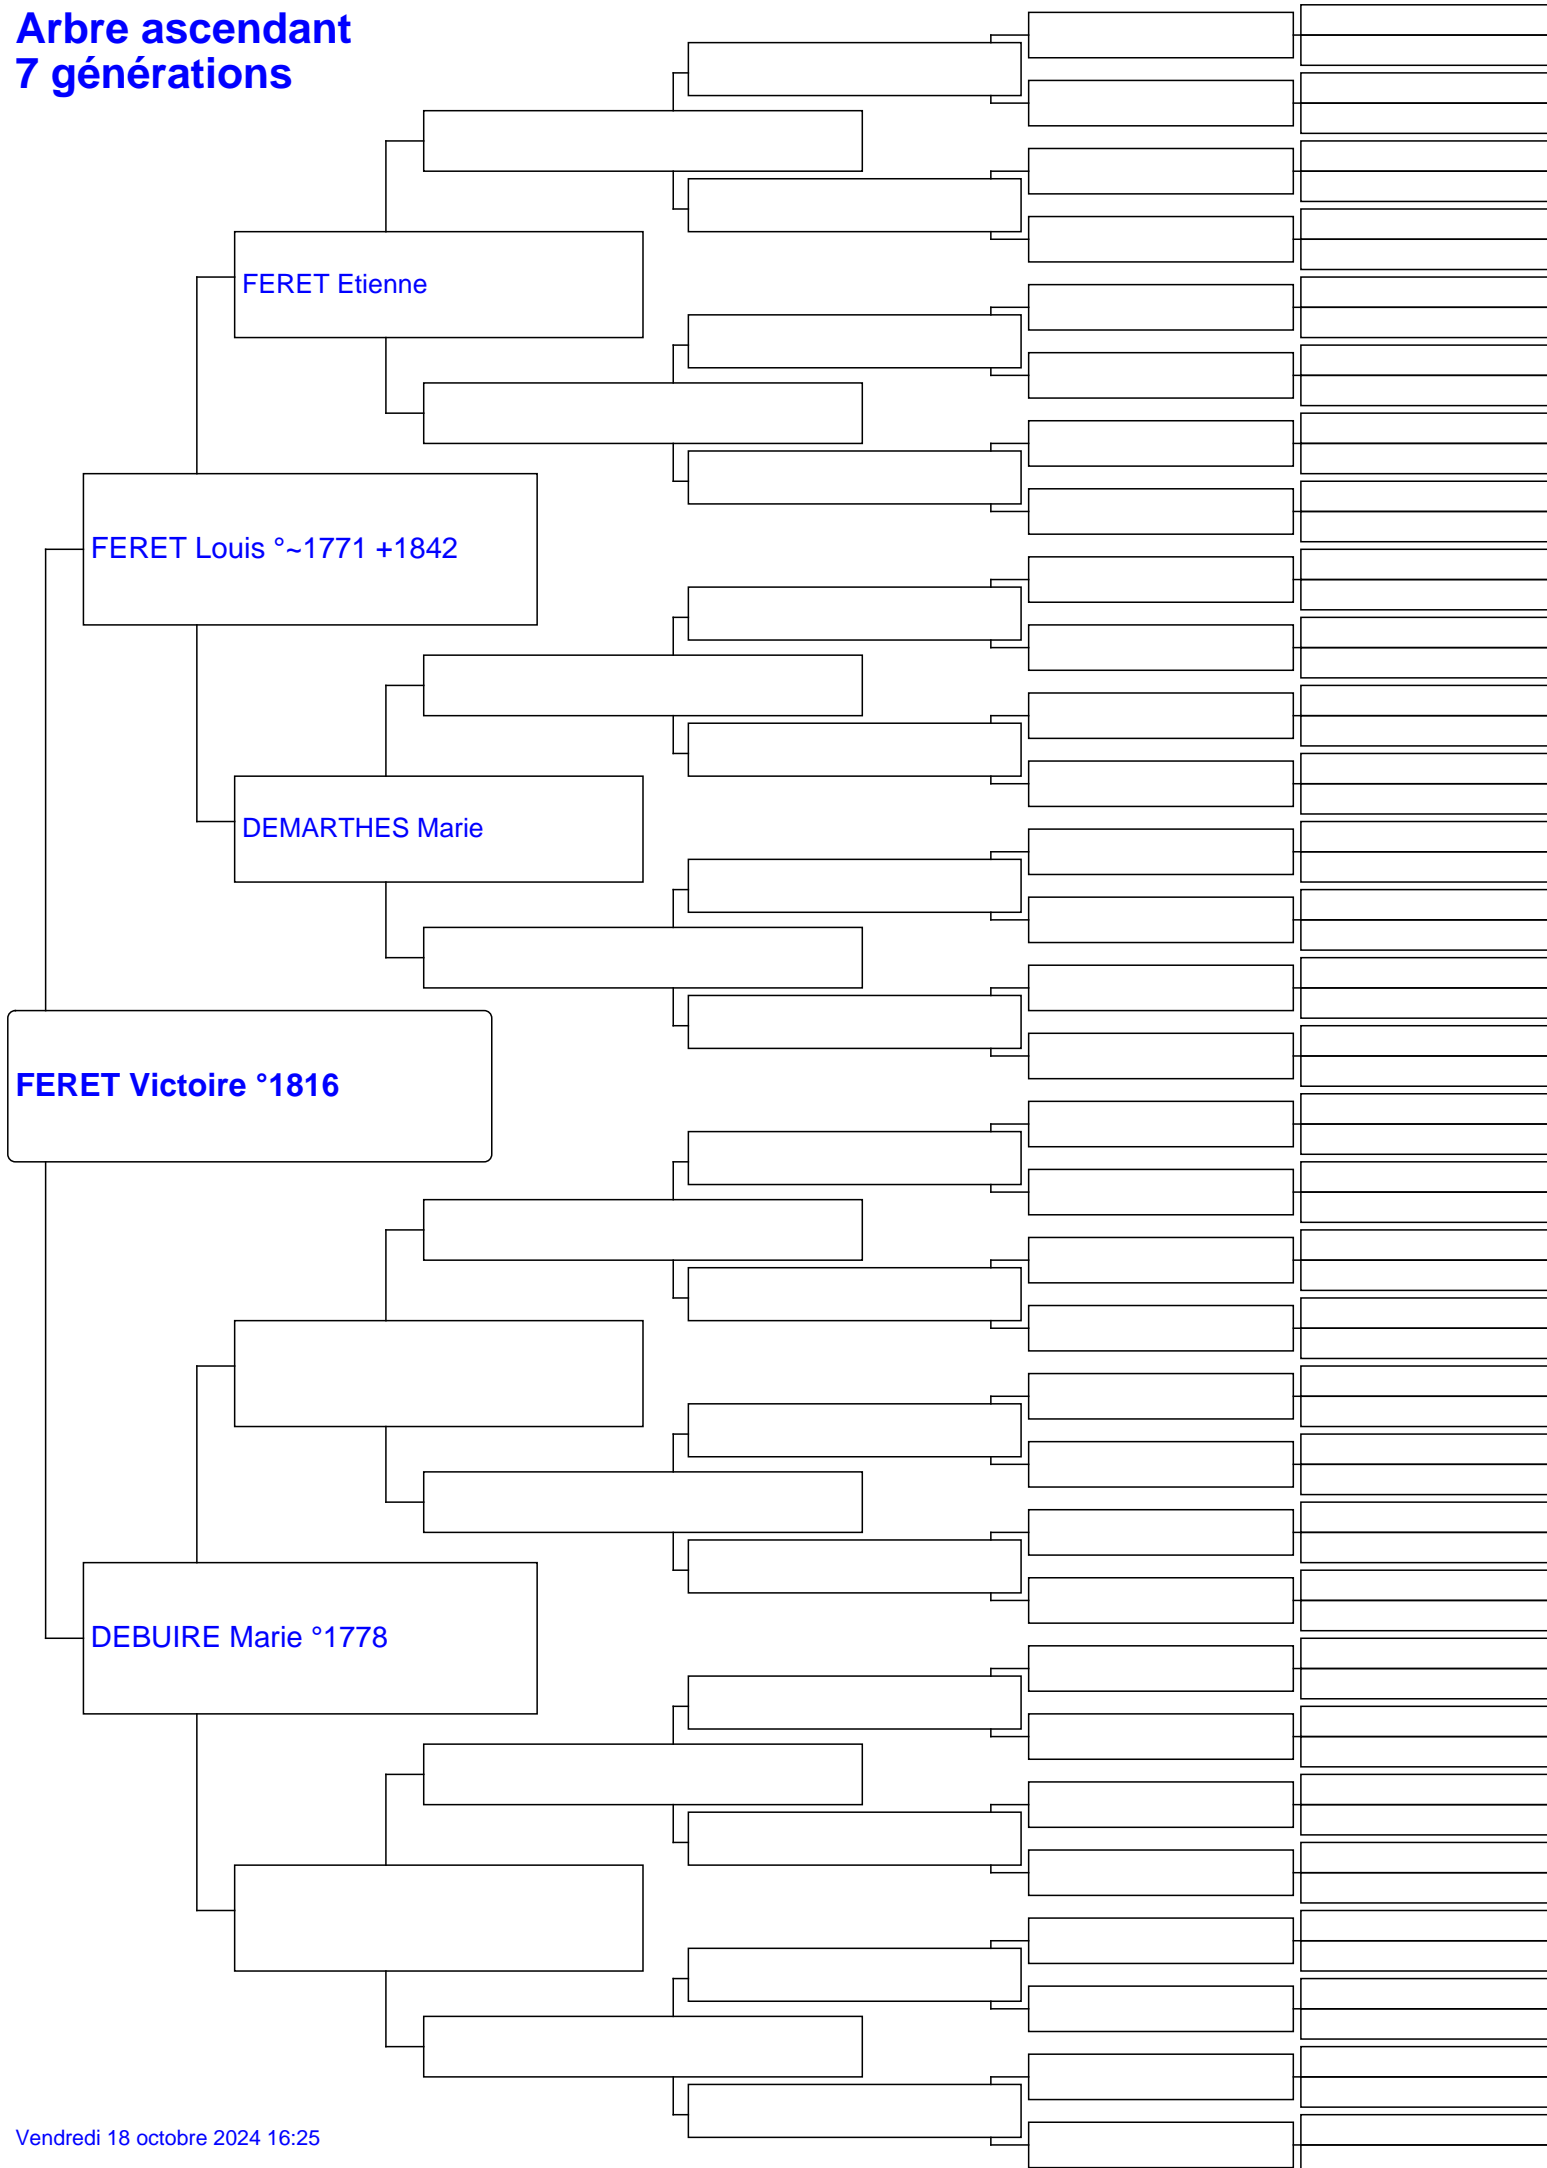 Arbre ascendant
7 générations
FERET Etienne
FERET Louis °~1771 +1842
DEMARTHES Marie
FERET Victoire °1816
DEBUIRE Marie °1778
Vendredi 18 octobre 2024 16:25